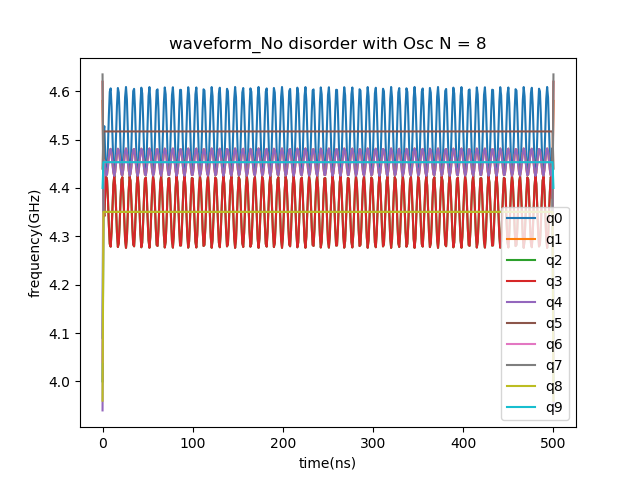 waveform_No disorder with Osc N = 8
frequency(GHz)
4.6
4.5
4.4
4.3
4.2
4.1
4.0
q0
q1
q2
q3
q4
q5
q6
q7
q8
q9
0 100 200 300 400 500
time(ns)